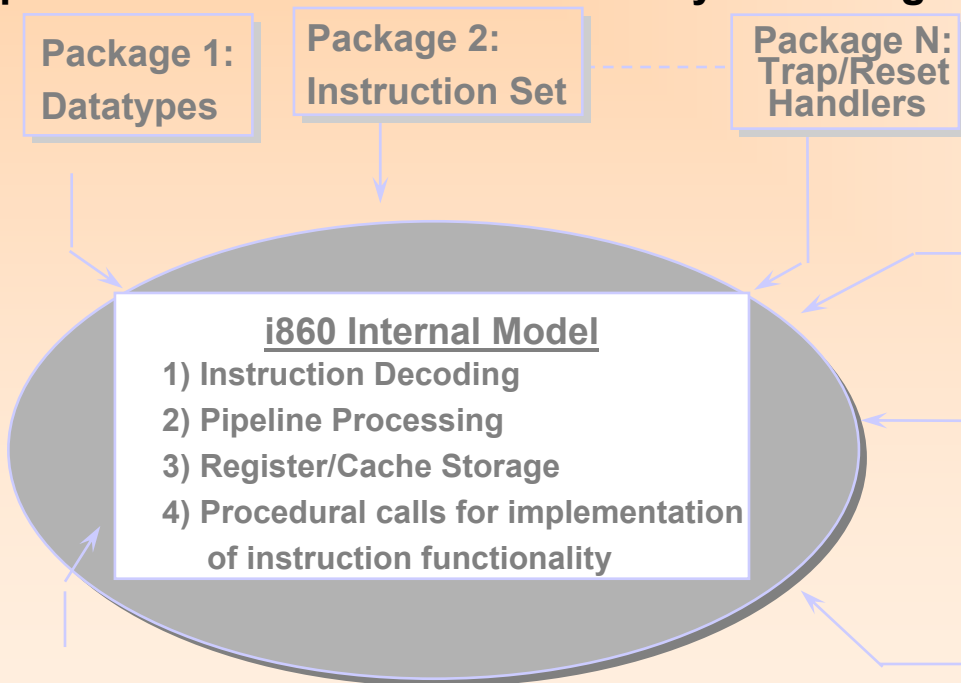 Package 1:
Datatypes
Package 2:
Instruction Set
Package N:
Trap/Reset
Handlers
i860 Internal Model
1) Instruction Decoding
2) Pipeline Processing
3) Register/Cache Storage
4) Procedural calls for implementation
of instruction functionality